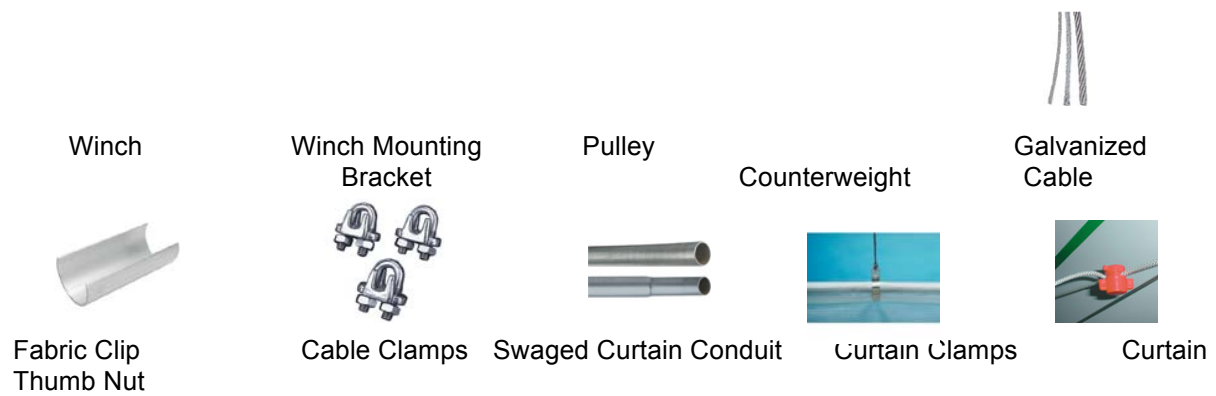 Winch Winch Mounting Pulley Galvanized
Bracket Counterweight Cable
Fabric Clip Cable Clamps Swaged Curtain Conduit Curtain Clamps Curtain
Thumb Nut